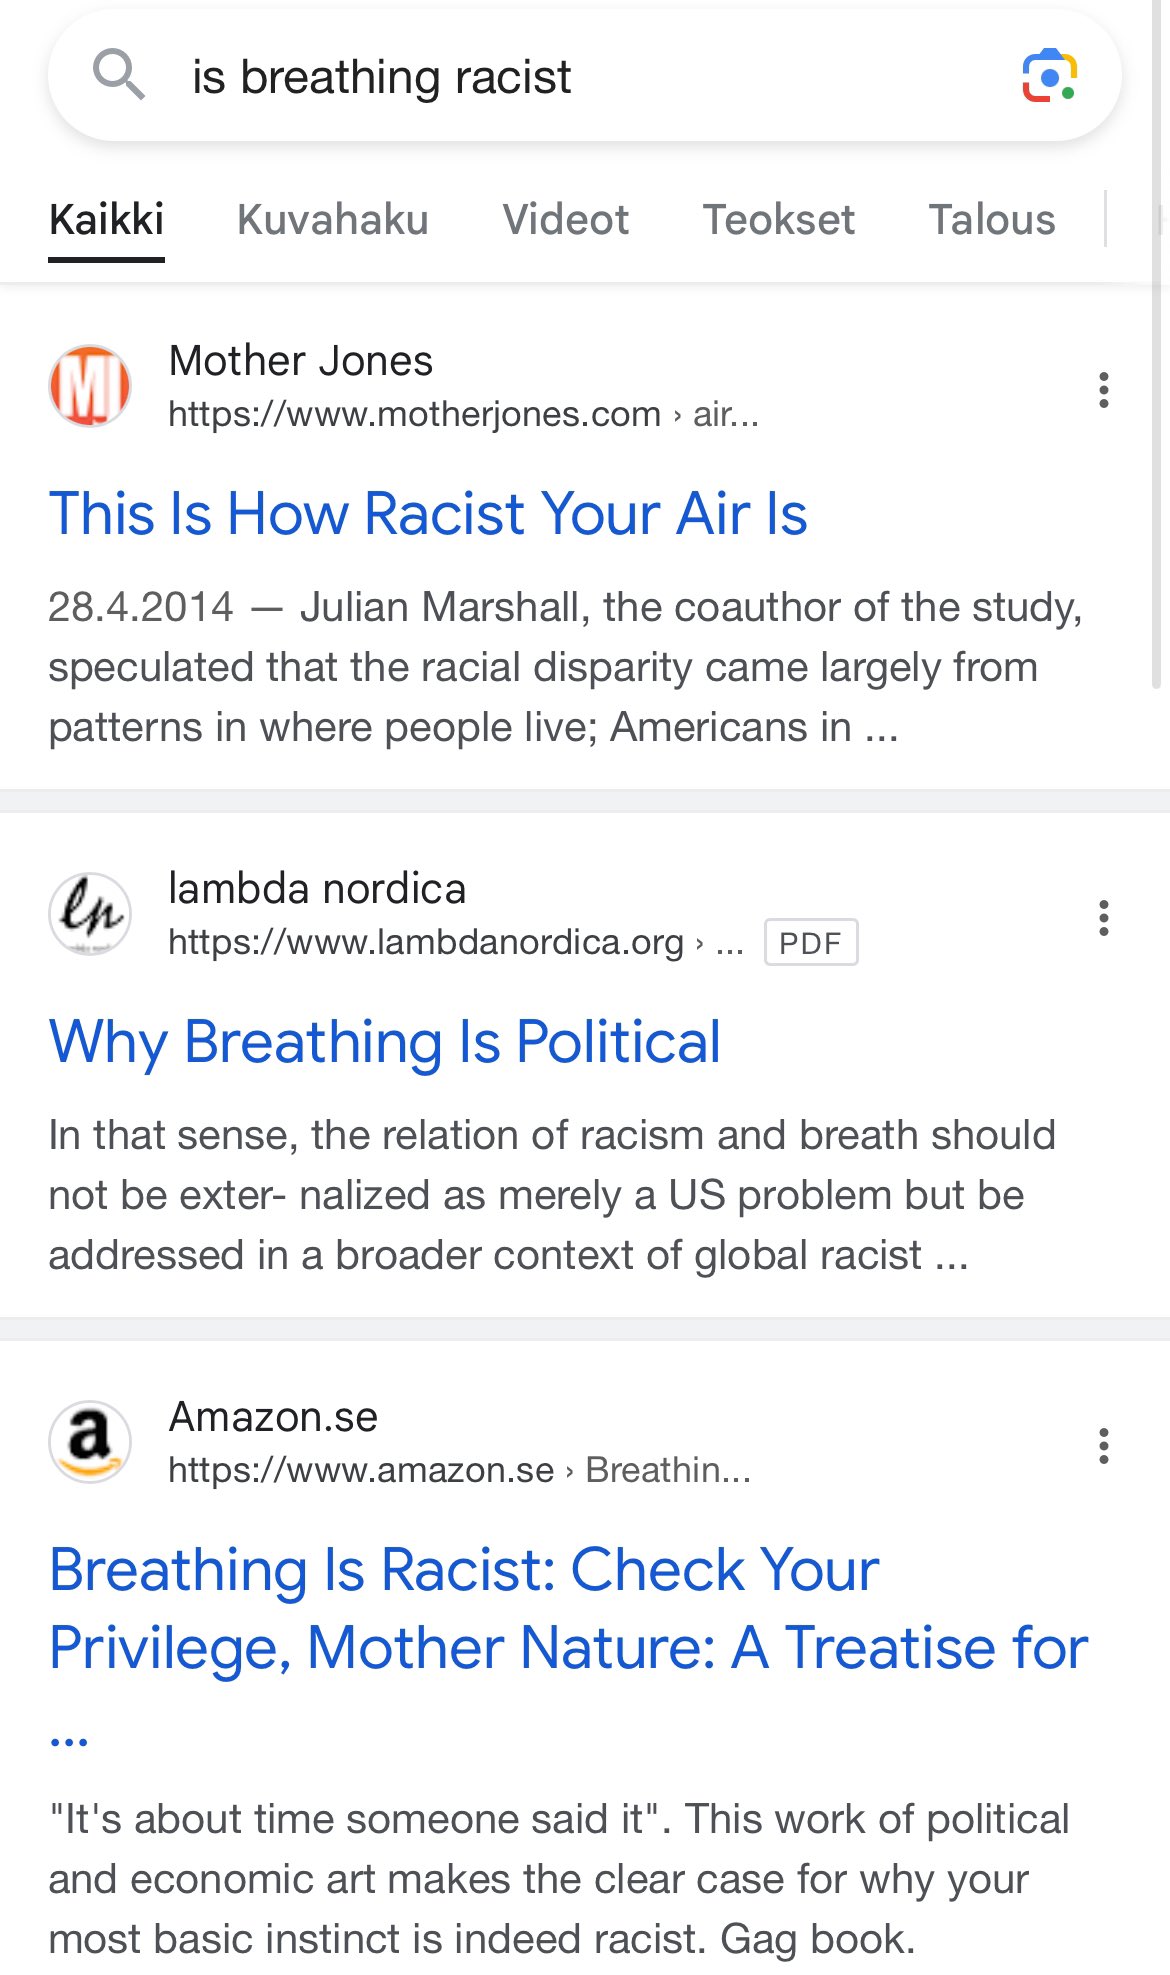 is breathing racist
Kaikki Kuvahaku Videot Teokset Talous
Mother Jones
https://www.motherjones.com › air...
This Is How Racist Your Air Is
28.4.2014 — Julian Marshall, the coauthor of the study,
speculated that the racial disparity came largely from
patterns in where people live; Americans in ...
lambda nordica
https://www.lambdanordica.org › ... PDF
Why Breathing Is Political
In that sense, the relation of racism and breath should
not be exter- nalized as merely a US problem but be
addressed in a broader context of global racist ...
Amazon.se
https://www.amazon.se › Breathin...
Breathing Is Racist: Check Your
Privilege, Mother Nature: A Treatise for
...
"It's about time someone said it". This work of political
and economic art makes the clear case for why your
most basic instinct is indeed racist. Gag book.